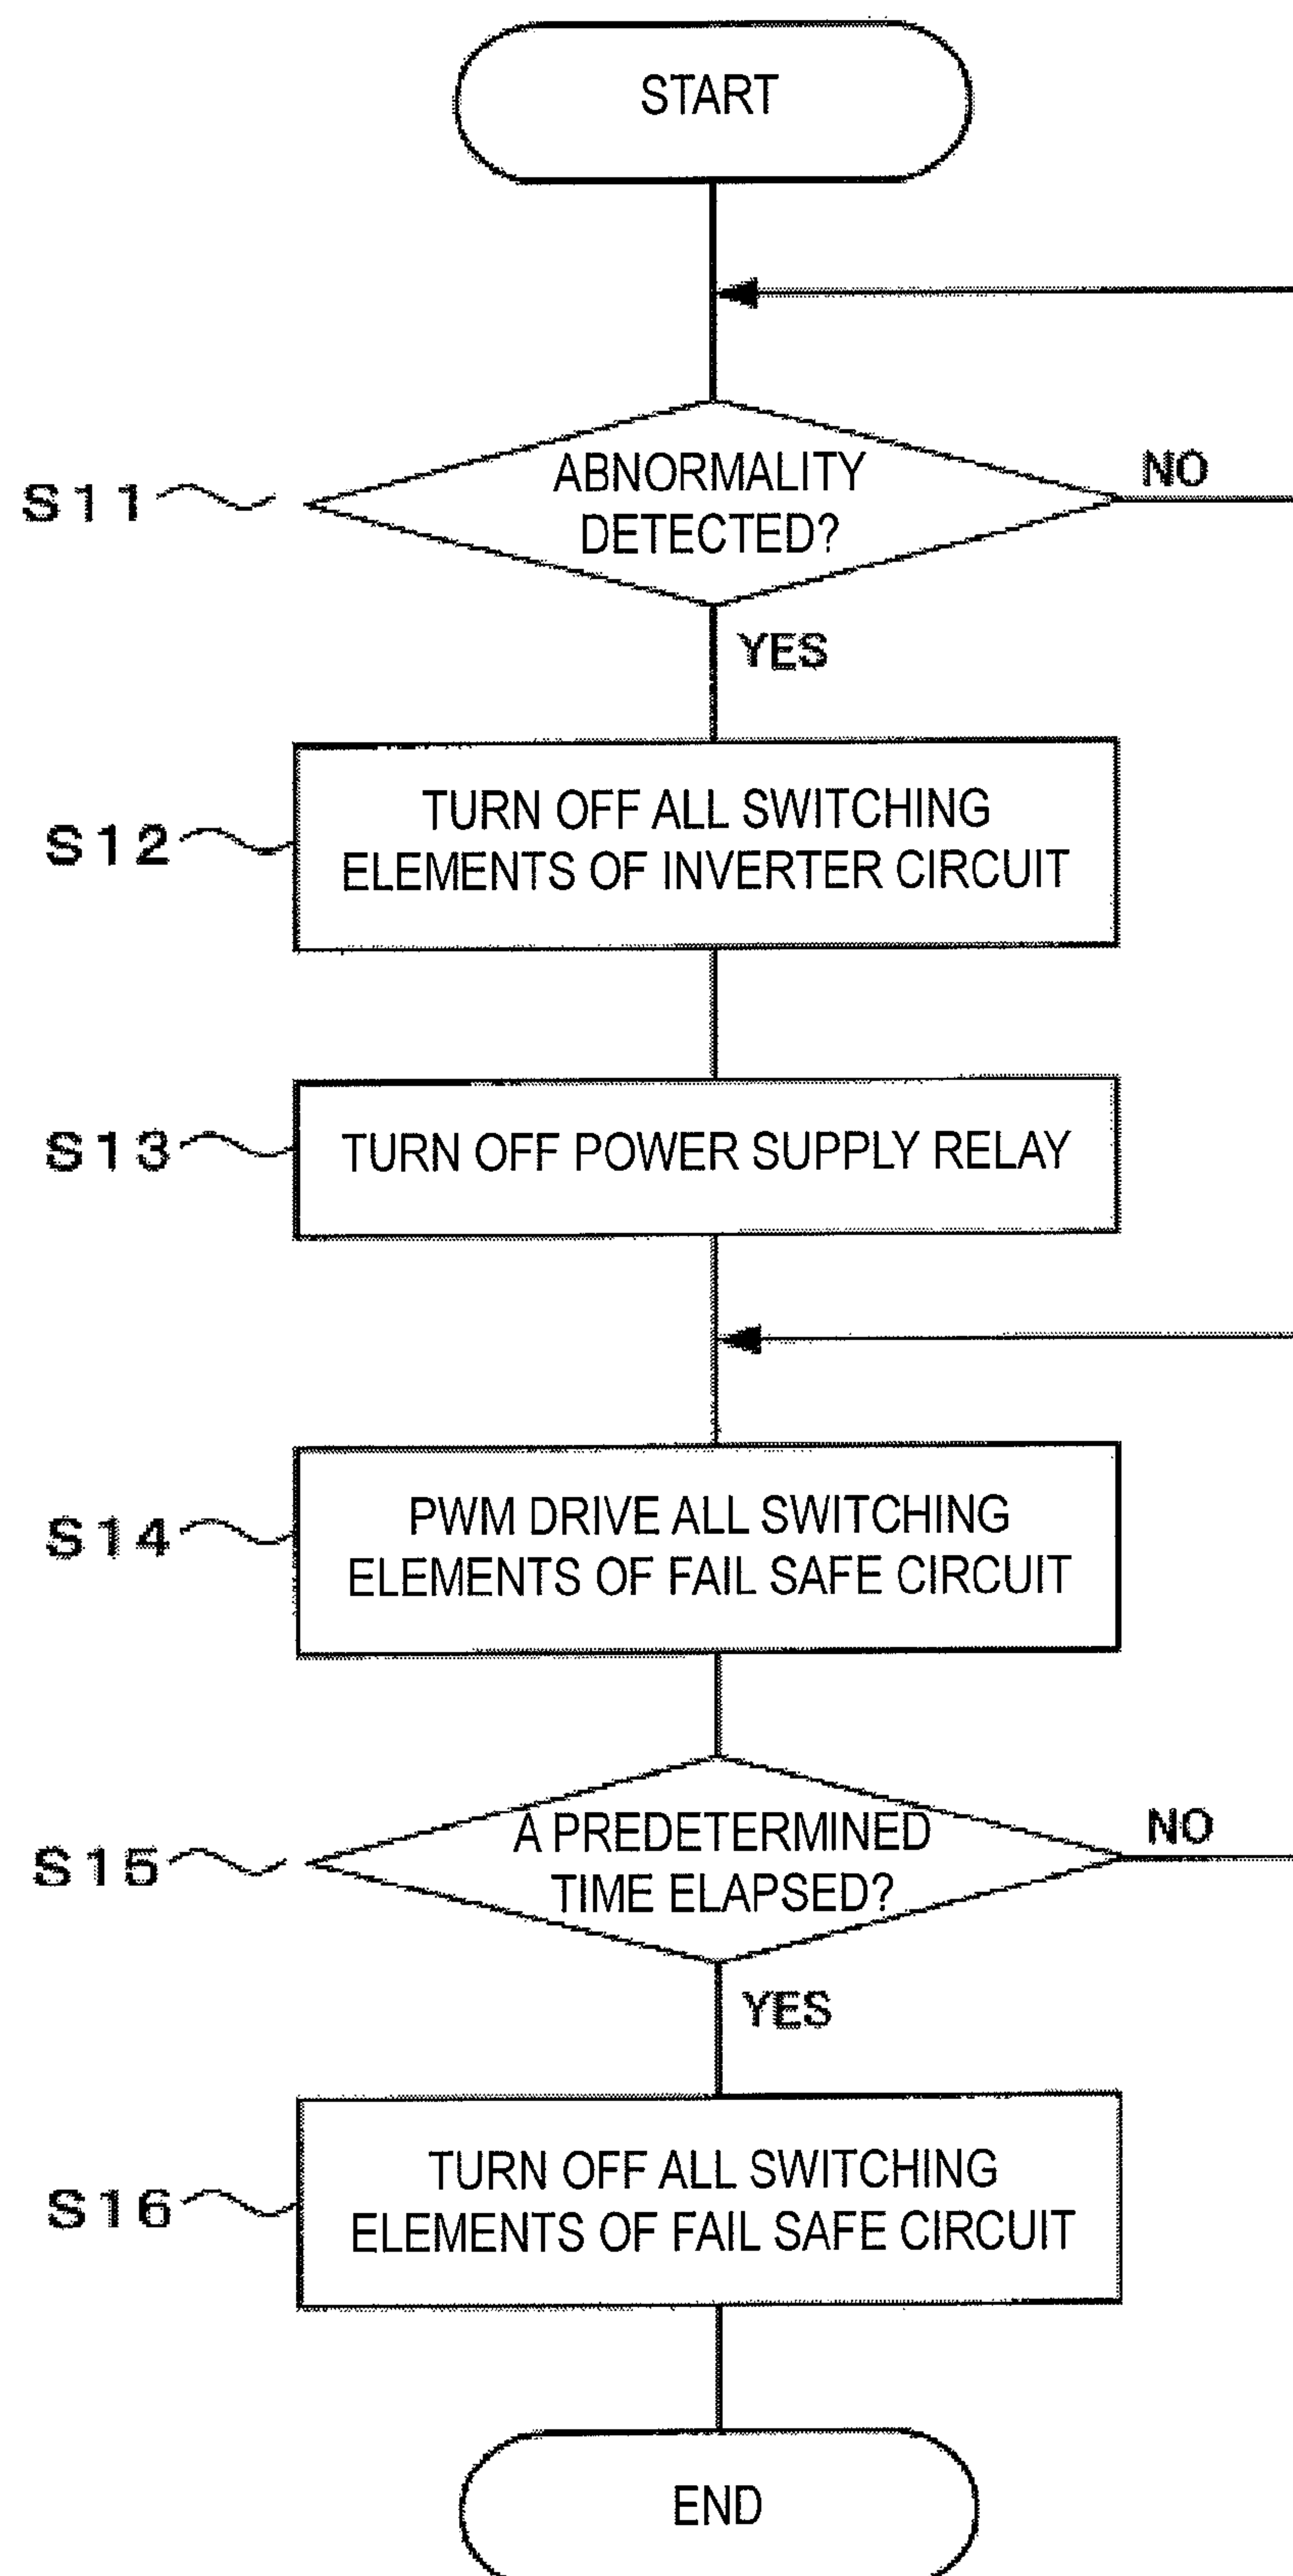 START
ABNORMALITY
DETECTED?
NO
S11
YES
TURN OFF ALL SWITCHING
ELEMENTS OF INVERTER CIRCUIT
S12
TURN OFF POWER SUPPLY RELAY
S13
PWM DRIVE ALL SWITCHING
ELEMENTS OF FAIL SAFE CIRCUIT
S14
A PREDETERMINED
TIME ELAPSED?
NO
S15
YES
TURN OFF ALL SWITCHING
ELEMENTS OF FAIL SAFE CIRCUIT
S16
END